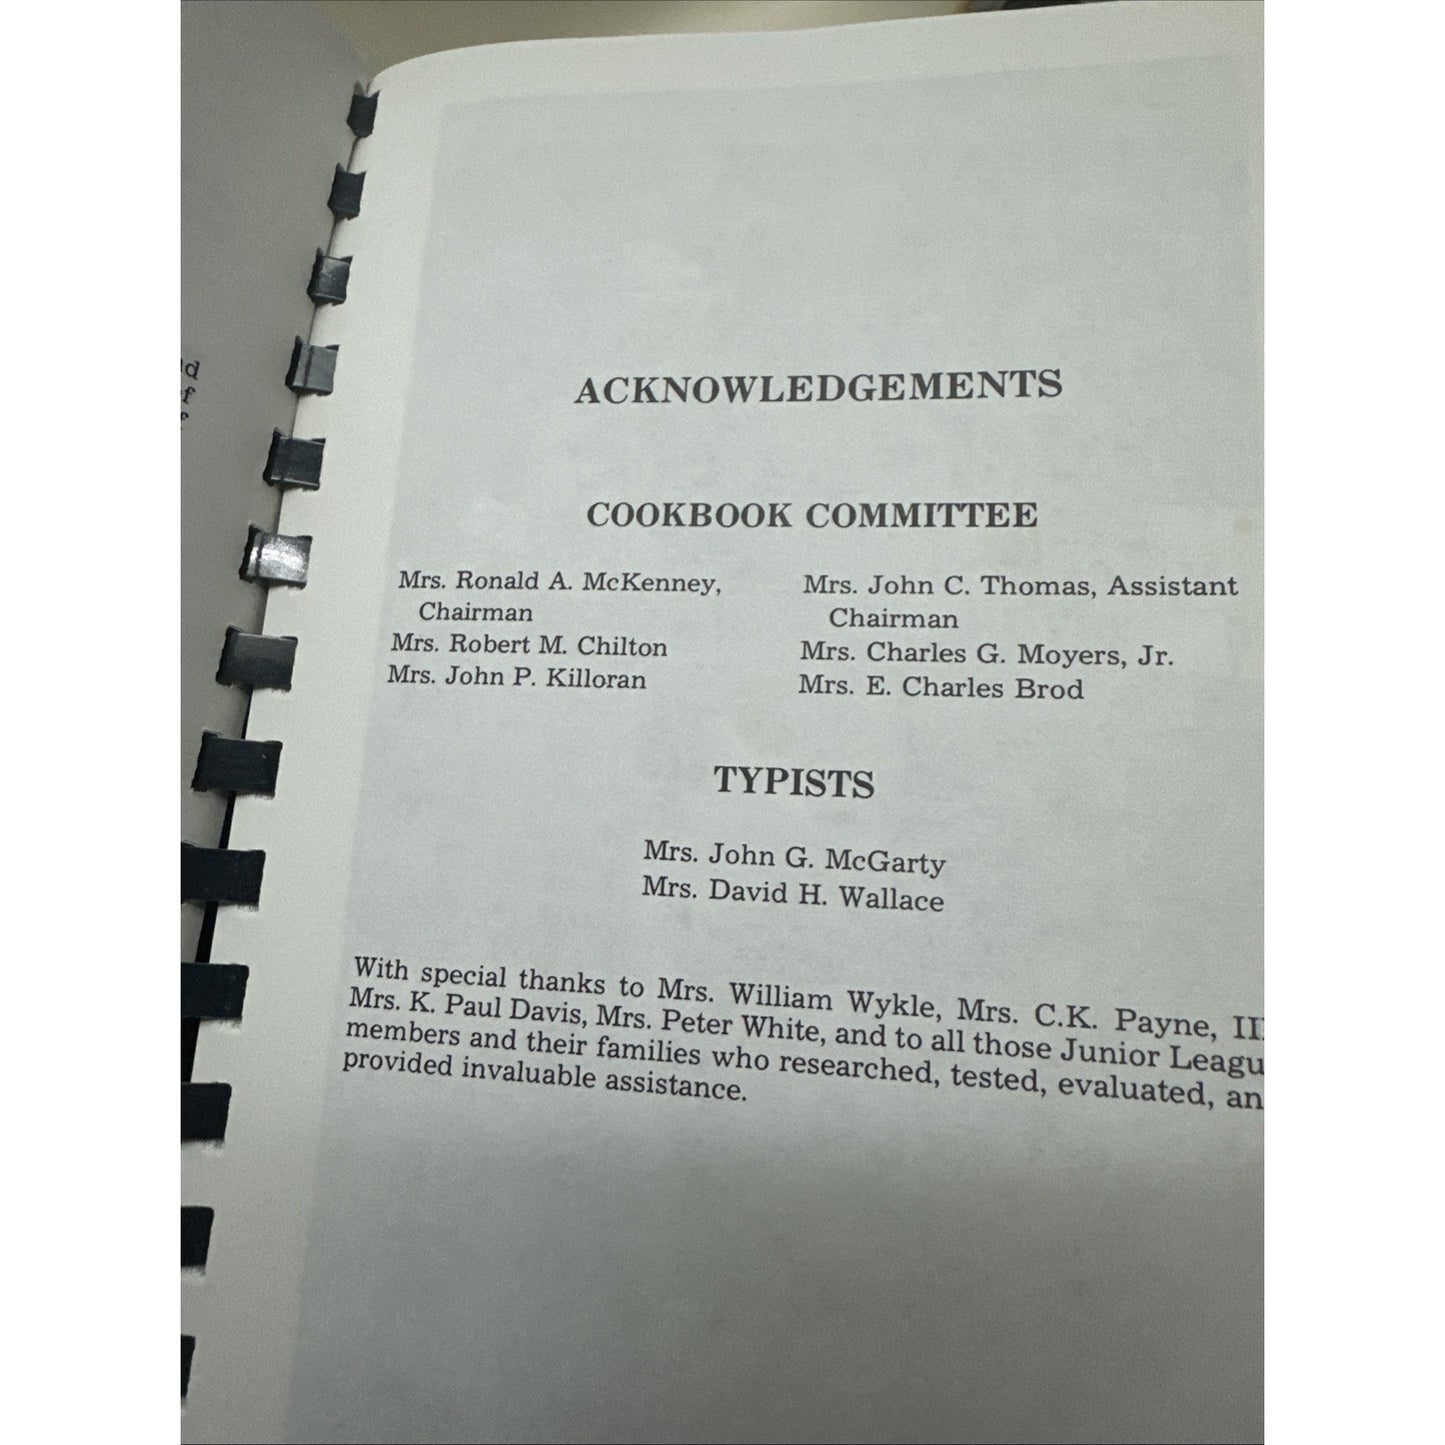 d
f
f
ACKNOWLEDGEMENTS
COOKBOOK COMMITTEE
Mrs. Ronald A. McKenney,
Chairman
Mrs. Robert M. Chilton
Mrs. John P. Killoran
Mrs. John C. Thomas, Assistant
Chairman
Mrs. Charles G. Moyers, Jr.
Mrs. E. Charles Brod
TYPISTS
Mrs. John G. McGarty
Mrs. David H. Wallace
With special thanks to Mrs. William Wykle, Mrs. C.K. Payne, II
Mrs. K. Paul Davis, Mrs. Peter White, and to all those Junior Leagu
members and their families who researched, tested, evaluated, an
provided invaluable assistance.